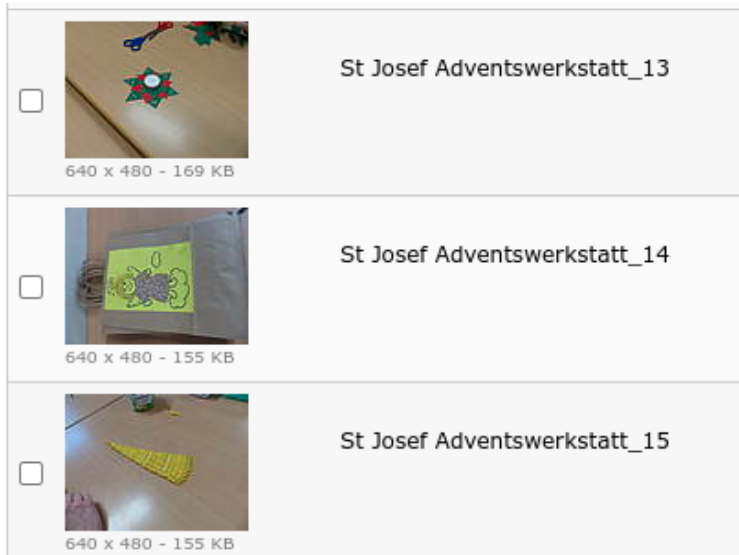 St Josef Adventswerkstatt_13
640 x 480 - 169 KB
St Josef Adventswerkstatt_14
640 x 480 - 155 KB
St Josef Adventswerkstatt_15
640 x 480 - 155 KB